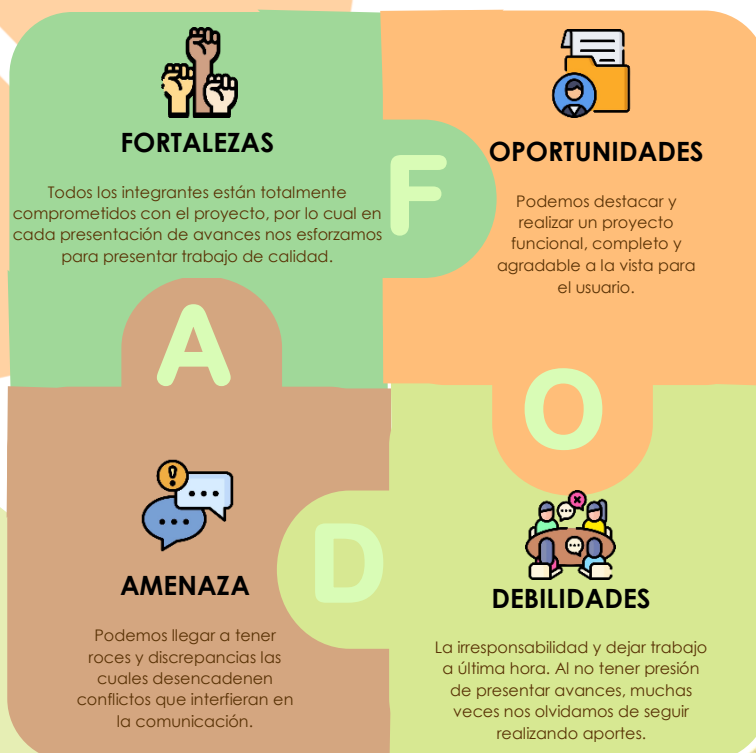 FORTALEZAS
Todos los integrantes están totalmente
comprometidos con el proyecto, por lo cual en
cada presentación de avances nos esforzamos
para presentar trabajo de calidad.
F
OPORTUNIDADES
Podemos destacar y
realizar un proyecto
funcional, completo y
agradable a la vista para
el usuario.
A
O
AMENAZA
Podemos llegar a tener
roces y discrepancias las
cuales desencadenen
conflictos que interfieran en
la comunicación.
D
DEBILIDADES
La irresponsabilidad y dejar trabajo
a última hora. Al no tener presión
de presentar avances, muchas
veces nos olvidamos de seguir
realizando aportes.